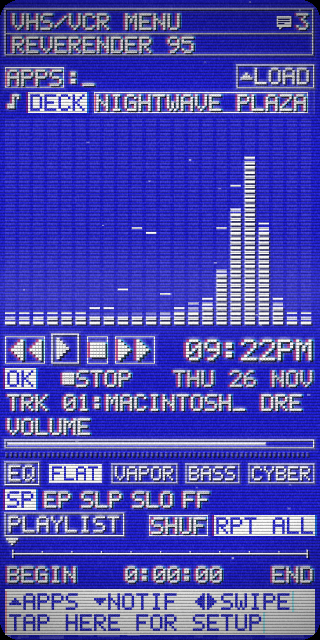 VHS/VCR MENU 3
REVERENDER 95
APPS:_ LOAD
DECK NIGHTWAVE PLAZA
09:22PM
OK STOP THU 26 NOV
TRK 01:MACINTOSH_ DRE
VOLUME
EQ FLAT VAPOR BASS CYBER
SP EP SLP SLO FF
PLAYLIST SHUF RPT ALL
BEGIN 0:00:00 END
APPS NOTIF SWIPE
TAP HERE FOR SETUP